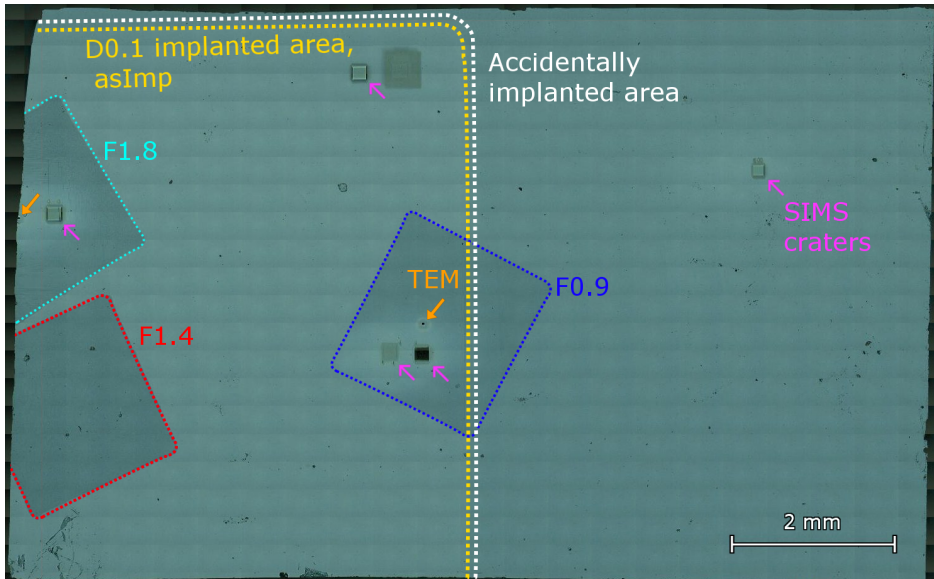 D0.1 implanted area,
asImp
Accidentally
implanted area
F1.8
SIMS
craters
TEM
F0.9
F1.4
2 mm